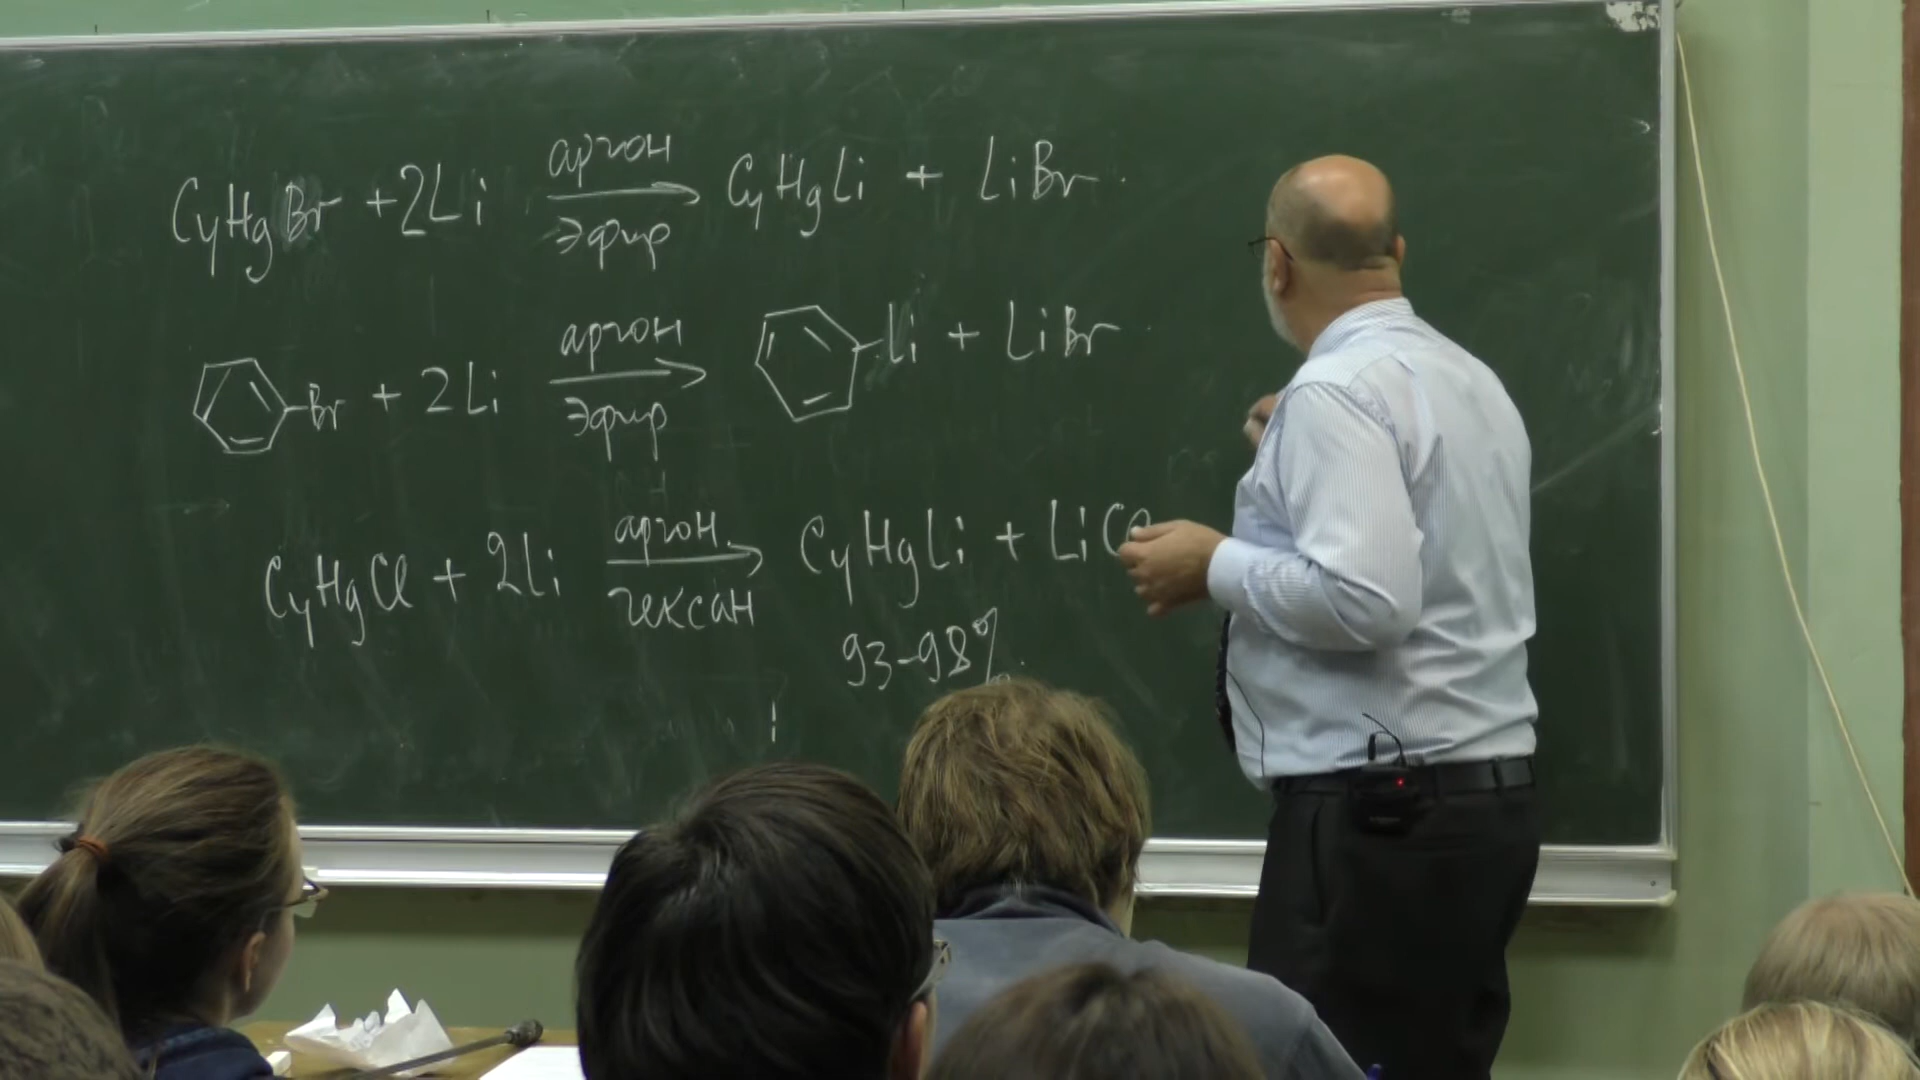 C₄H₉Br + 2Li аргон → эфир C₄H₉Li + LiBr.
Br + 2Li аргон → эфир Li + LiBr
C₄H₉Cl + 2Li аргон. → гексан C₄H₉Li + LiCl
93-98%.